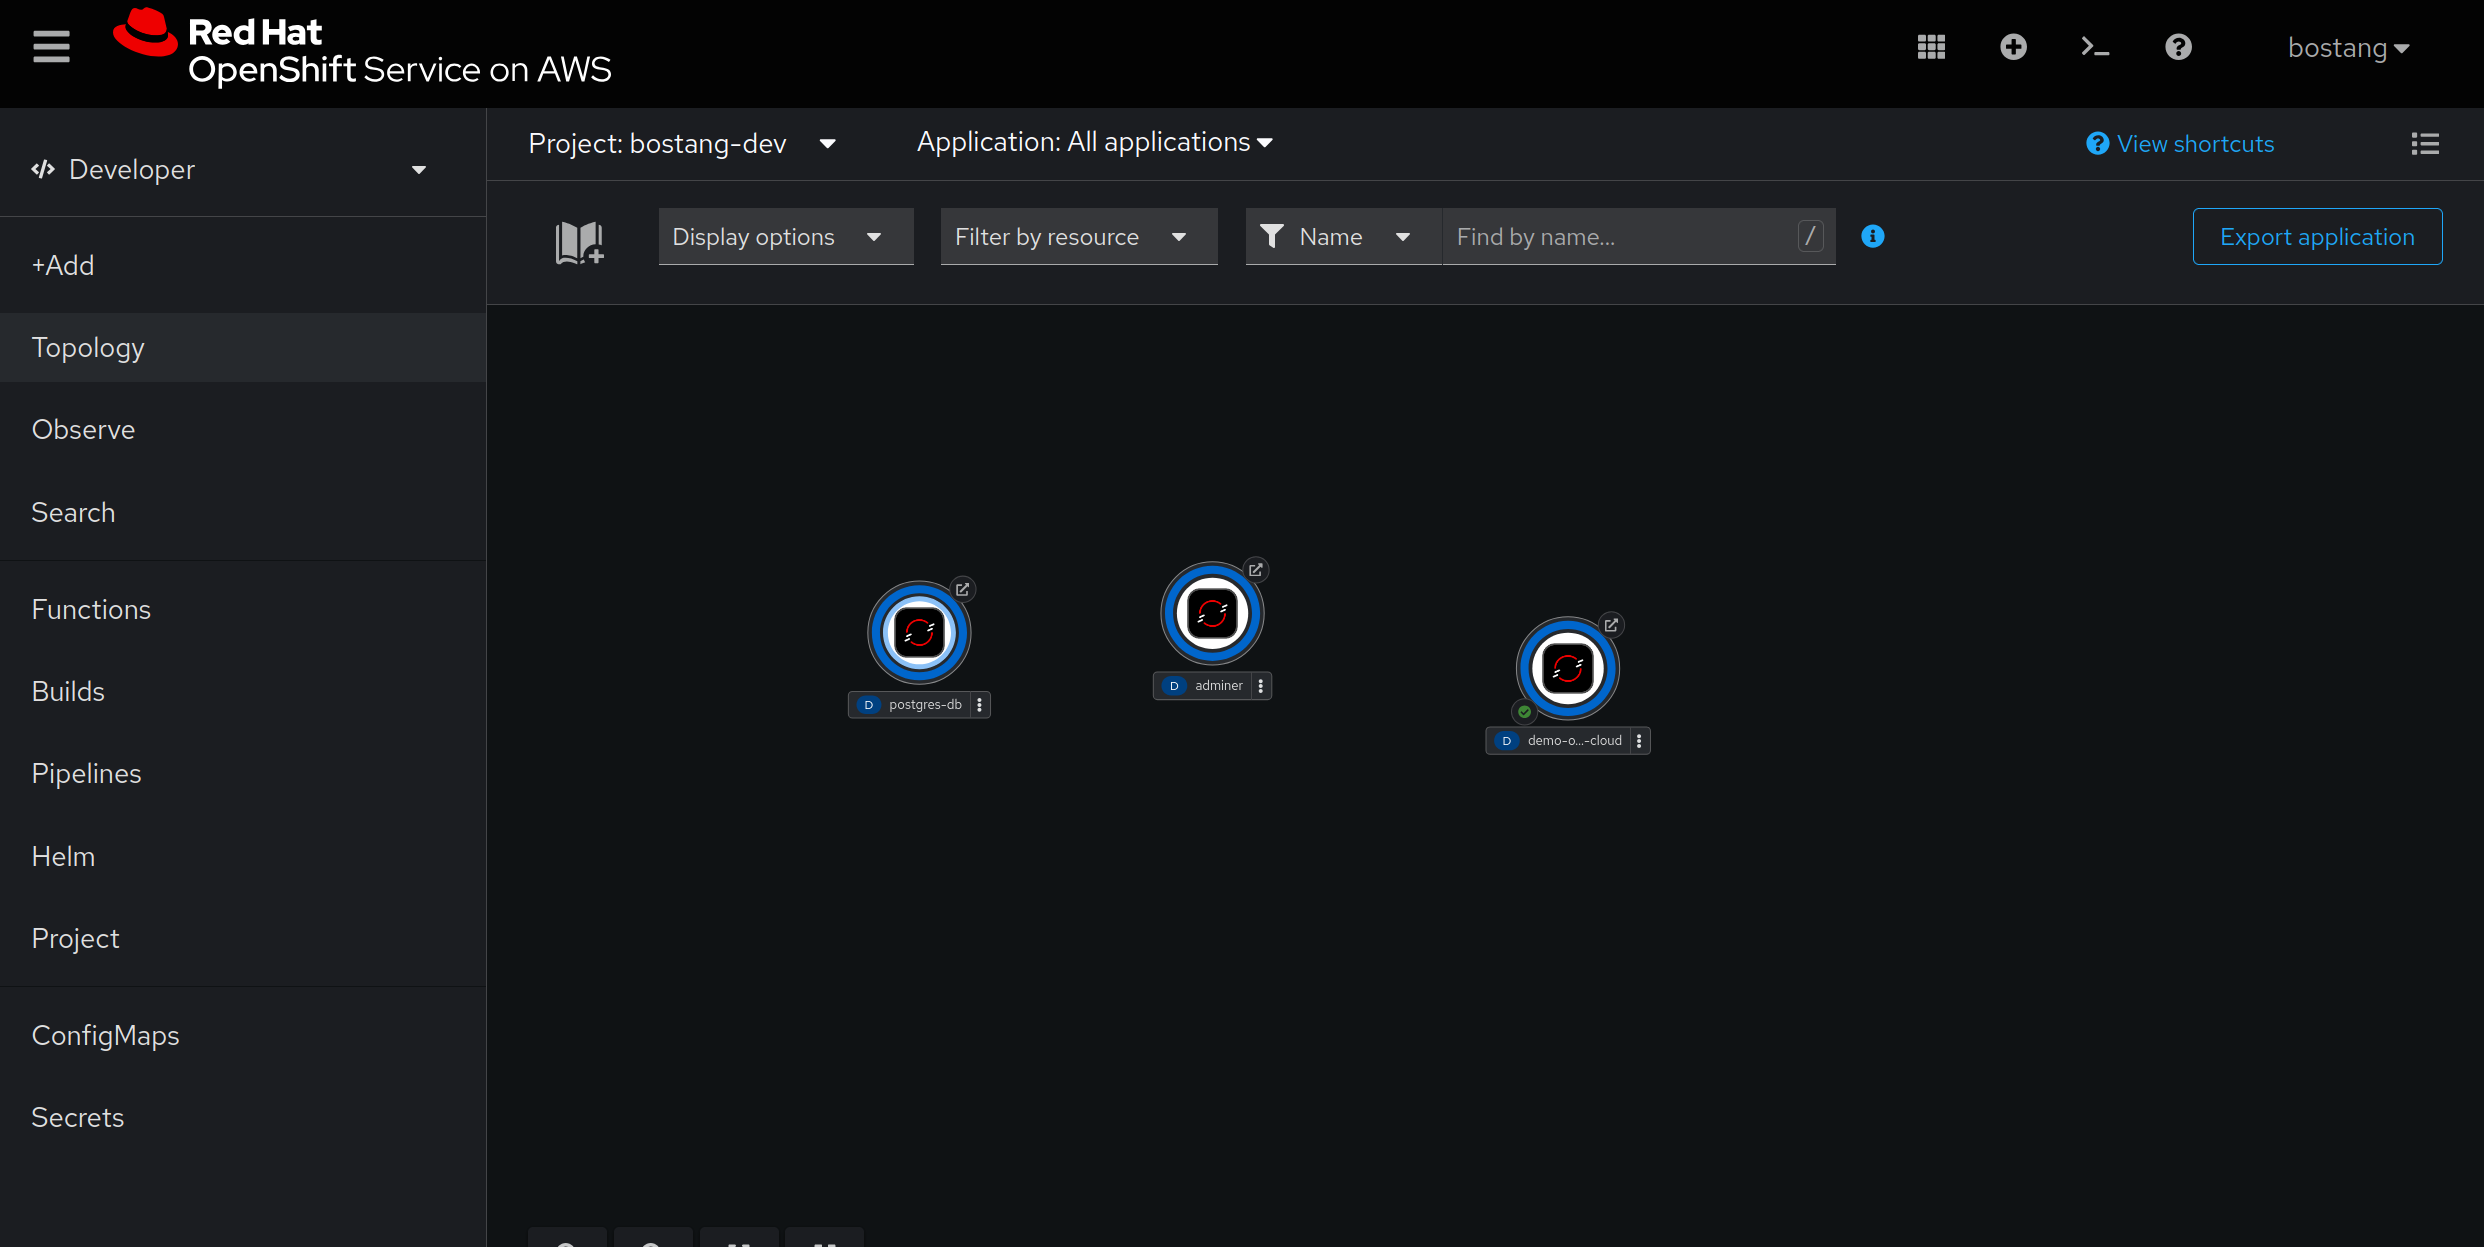 Red Hat
OpenShift Service on AWS
bostang
Developer
+Add
Topology
Observe
Search
Functions
Builds
Pipelines
Helm
Project
ConfigMaps
Secrets
Project: bostang-dev
Application: All applications
View shortcuts
Display options
Filter by resource
Name
Find by name...
/
Export application
D postgres-db
D adminer
D demo-o...-cloud